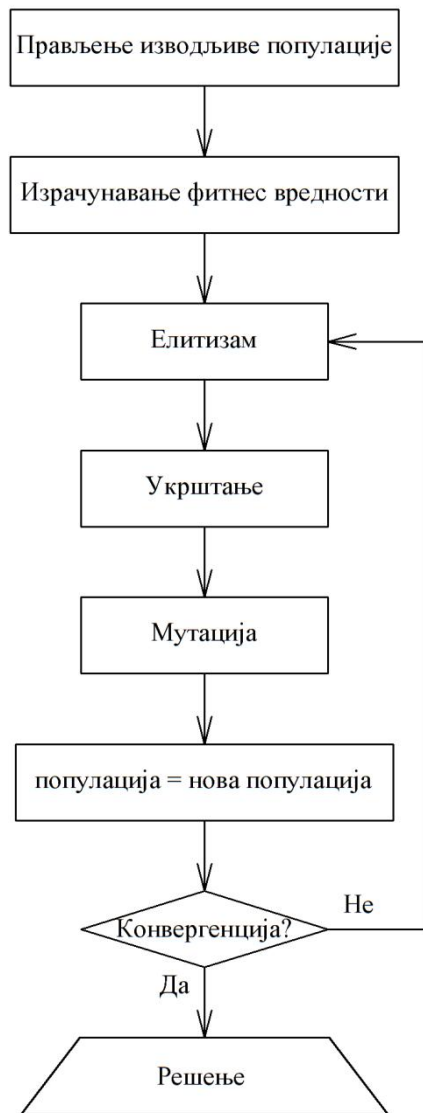 Прављење изводљиве популације
Израчунавање фитнес вредности
Елитизам
Укрштање
Мутација
популација = нова популација
Конвергенција?
Не
Да
Решење